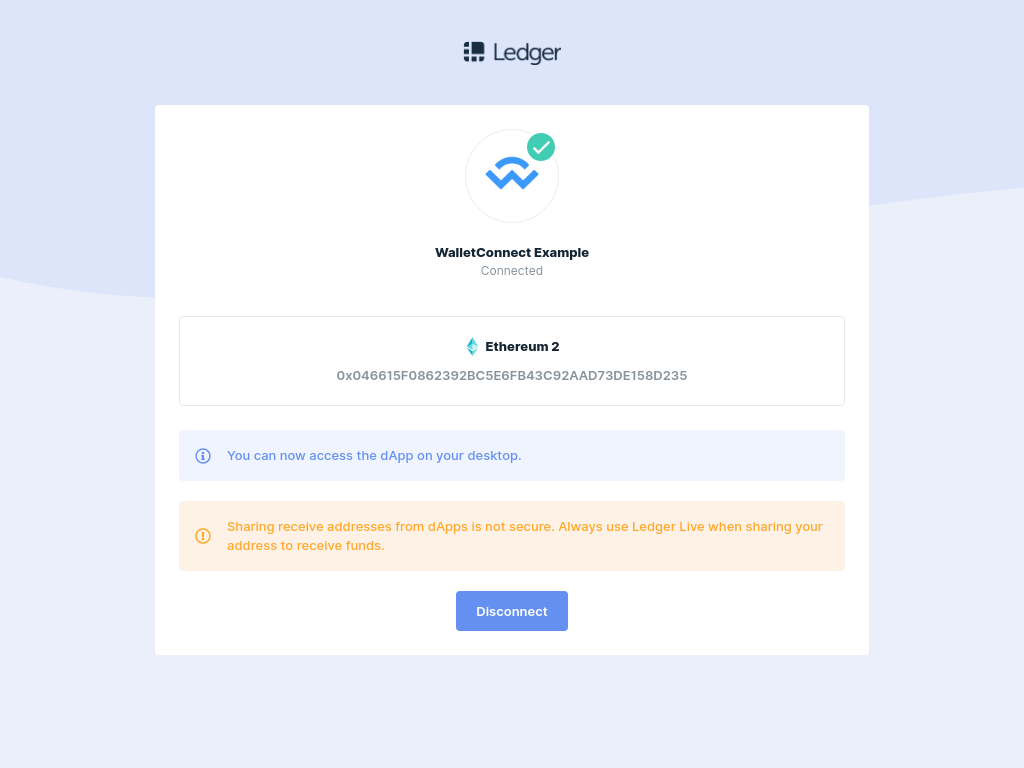 Ledger
WalletConnect Example
Connected
Ethereum 2
0x046615F0862392BC5E6FB43C92AAD73DE158D235
You can now access the dApp on your desktop.
Sharing receive addresses from dApps is not secure. Always use Ledger Live when sharing your
address to receive funds.
Disconnect